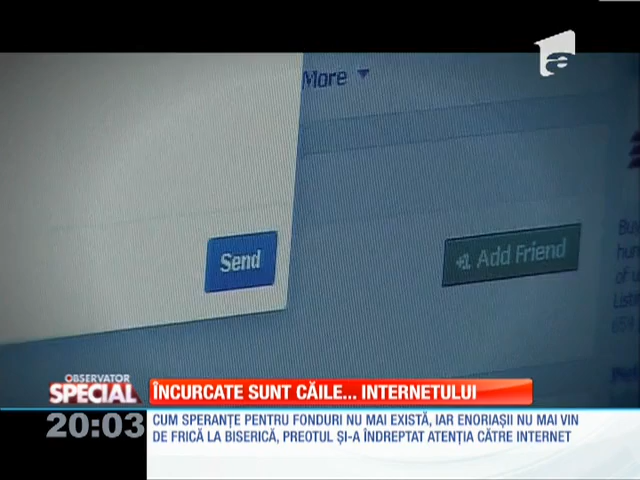 More
Send
+1 Add Friend
OBSERVATOR
SPECIAL
ÎNCURCATE SUNT CĂILE... INTERNETULUI
20:03
CUM SPERANȚE PENTRU FONDURI NU MAI EXISTĂ, IAR ENORIAȘII NU MAI VIN
DE FRICĂ LA BISERICĂ, PREOTUL ȘI-A ÎNDREPTAT ATENȚIA CĂTRE INTERNET